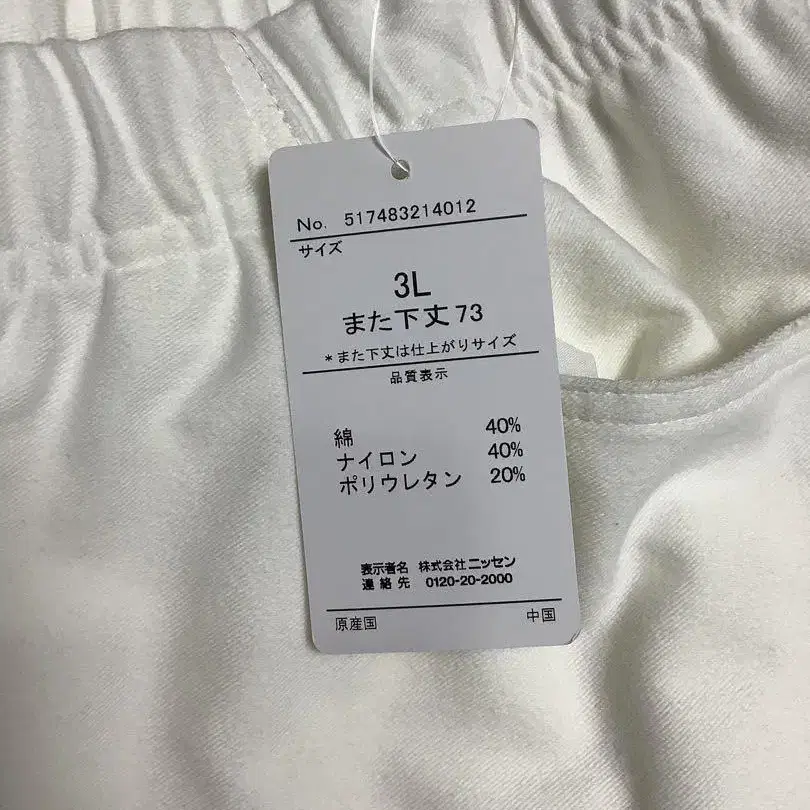 No. 517483214012
サイズ
3L
また下丈73
*また下丈は仕上がりサイズ
品質表示
綿 40%
ナイロン 40%
ポリウレタン 20%
表示者名 株式会社ニッセン
連絡先 0120-20-2000
原産国 中国